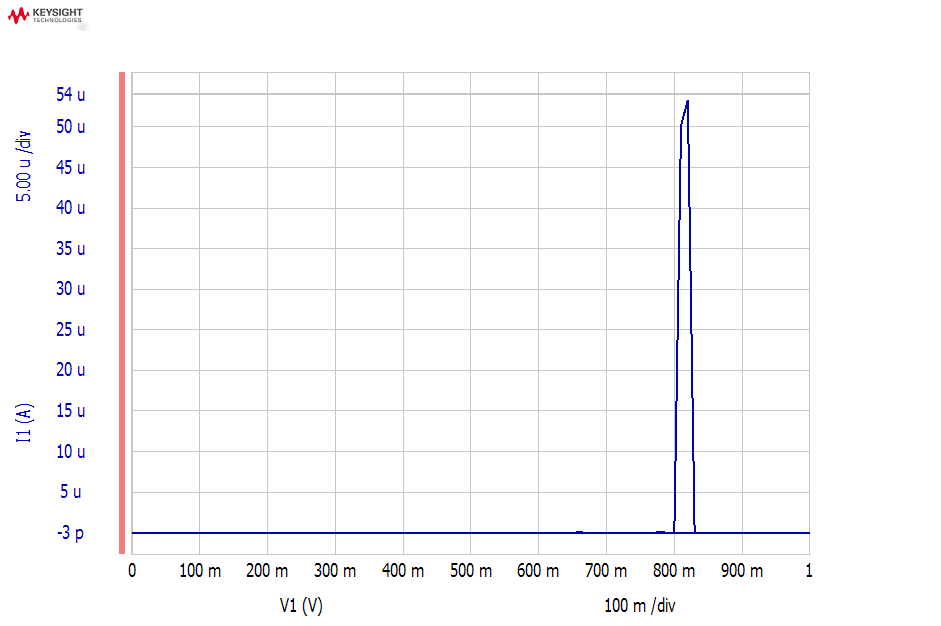 KEYSIGHT
TECHNOLOGIES
54 u
50 u
45 u
40 u
35 u
30 u
25 u
20 u
15 u
10 u
5 u
-3 p
5.00 u /div
I1 (A)
0 100 m 200 m 300 m 400 m 500 m 600 m 700 m 800 m 900 m 1
V1 (V) 100 m /div